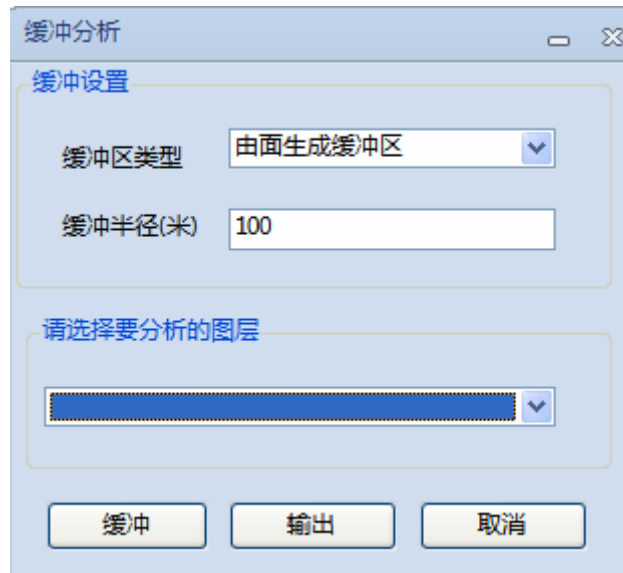 缓冲分析
缓冲设置
缓冲区类型 由面生成缓冲区
缓冲半径(米) 100
请选择要分析的图层
缓冲 输出 取消